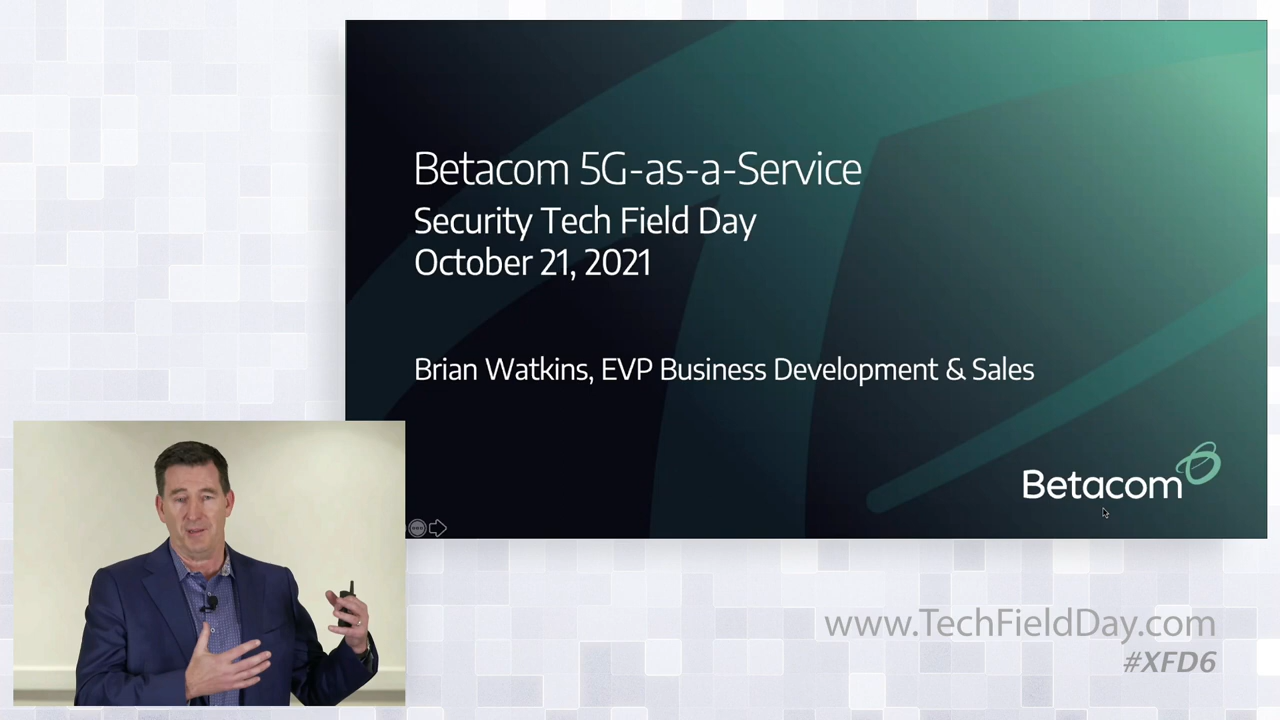 Betacom 5G-as-a-Service
Security Tech Field Day
October 21, 2021
Brian Watkins, EVP Business Development & Sales
Betacom
www.TechFieldDay.com
#XFD6